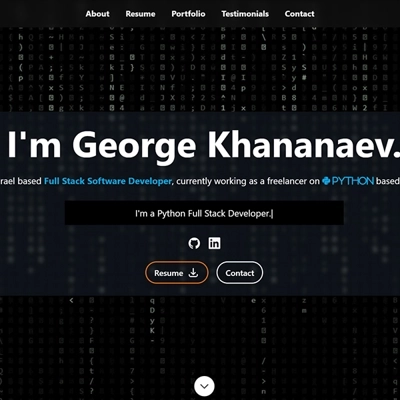 About Resume Portfolio Testimonials Contact
I'm George Khananaev.
rael based Full Stack Software Developer, currently working as a freelancer on PYTHON based
I'm a Python Full Stack Developer.|
Resume Contact